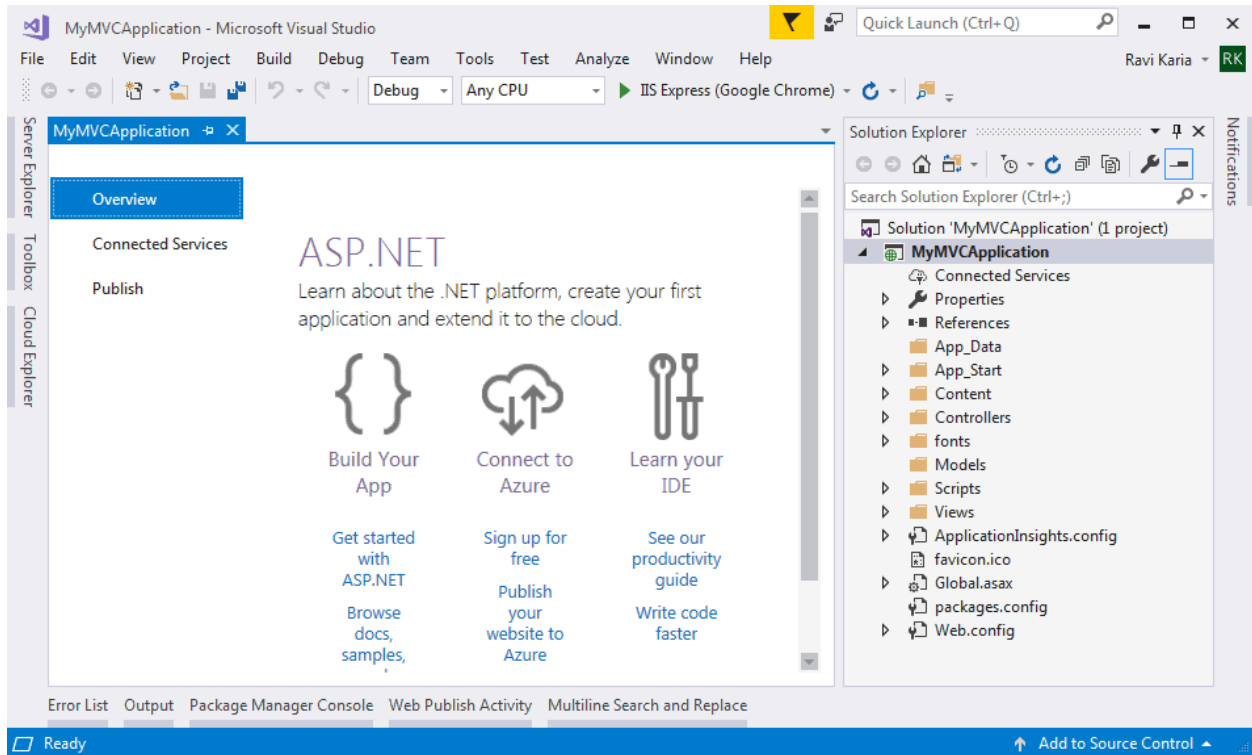 MyMVCApplication - Microsoft Visual Studio
Quick Launch (Ctrl+Q)
File Edit View Project Build Debug Team Tools Test Analyze Window Help
Ravi Karia RK
Debug Any CPU IIS Express (Google Chrome)
Server Explorer
Toolbox
Cloud Explorer
MyMVCApplication
Overview
Connected Services
Publish
ASP.NET
Learn about the .NET platform, create your first
application and extend it to the cloud.
Build Your
App
Get started
with
ASP.NET
Browse
docs,
samples,
Connect to
Azure
Sign up for
free
Publish
your
website to
Azure
Learn your
IDE
See our
productivity
guide
Write code
faster
Solution Explorer
Search Solution Explorer (Ctrl+;)
Solution 'MyMVCApplication' (1 project)
MyMVCApplication
Connected Services
Properties
References
App_Data
App_Start
Content
Controllers
fonts
Models
Scripts
Views
ApplicationInsights.config
favicon.ico
Global.asax
packages.config
Web.config
Notifications
Error List Output Package Manager Console Web Publish Activity Multiline Search and Replace
Ready
Add to Source Control